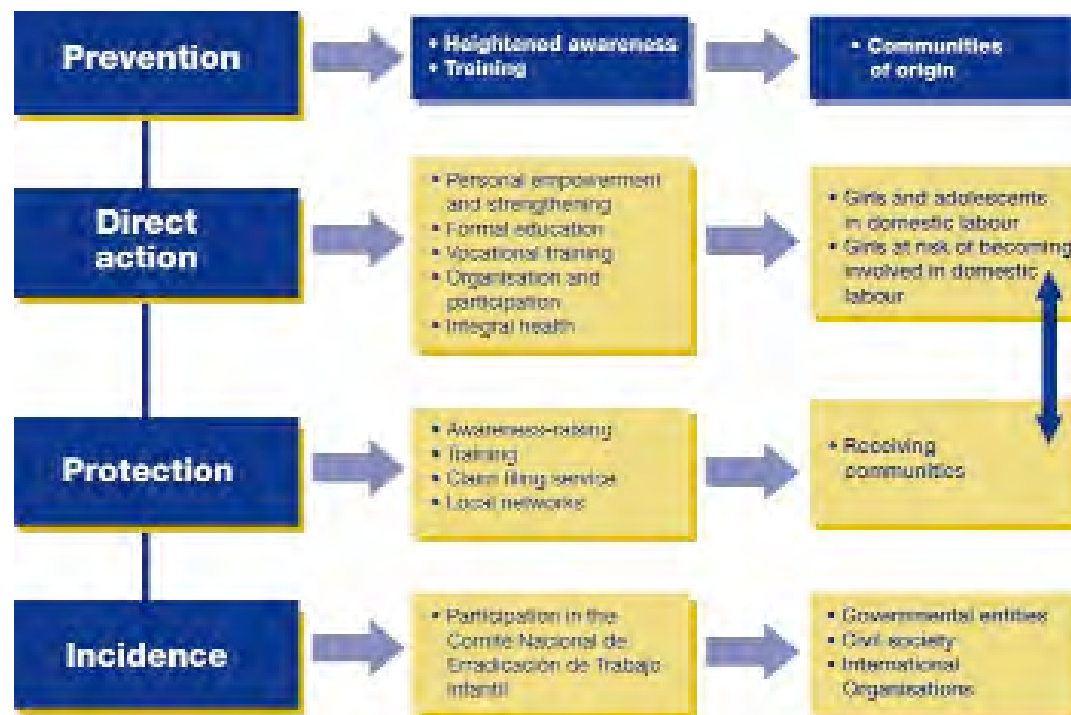 Prevention
• Heightened awareness
• Training
• Communities
of origin
Direct
action
• Personal empowerment
and strengthening
• Formal education
• Vocational training
• Organisation and
participation
• Integral health
• Girls and adolescents
in domestic labour
• Girls at risk of becoming
involved in domestic
labour
Protection
• Awareness-raising
• Training
• Claim filing service
• Local networks
• Receiving
communities
Incidence
• Participation in the
Comité Nacional de
Erradicación de Trabajo
Infantil
• Governmental entities
• Civil society
• International
Organisations